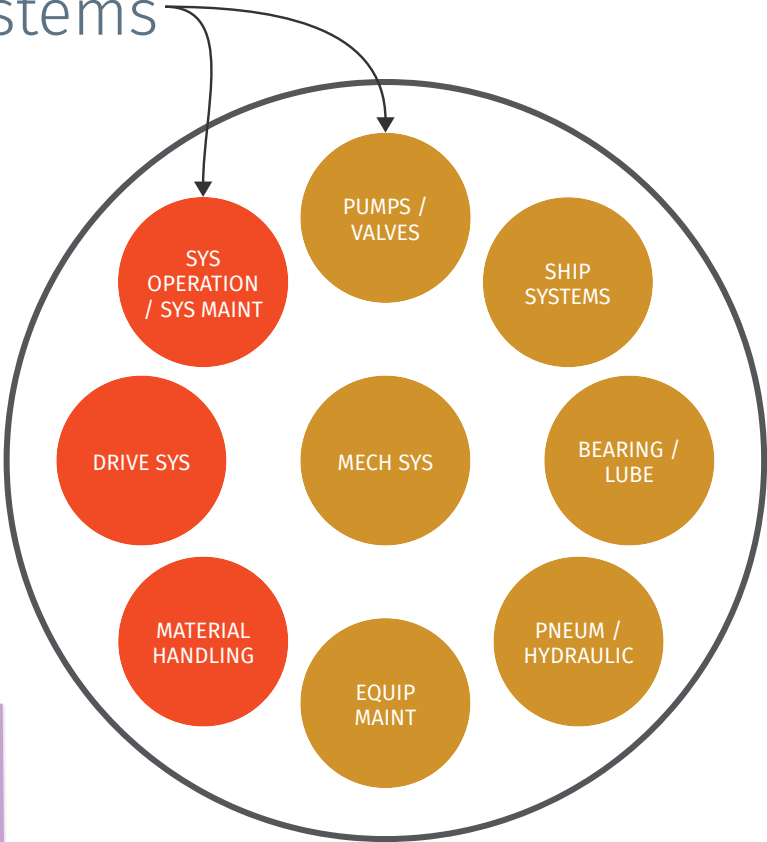 stems
PUMPS /
VALVES
SYS
OPERATION
/ SYS MAINT
SHIP
SYSTEMS
DRIVE SYS
MECH SYS
BEARING /
LUBE
MATERIAL
HANDLING
PNEUM /
HYDRAULIC
EQUIP
MAINT